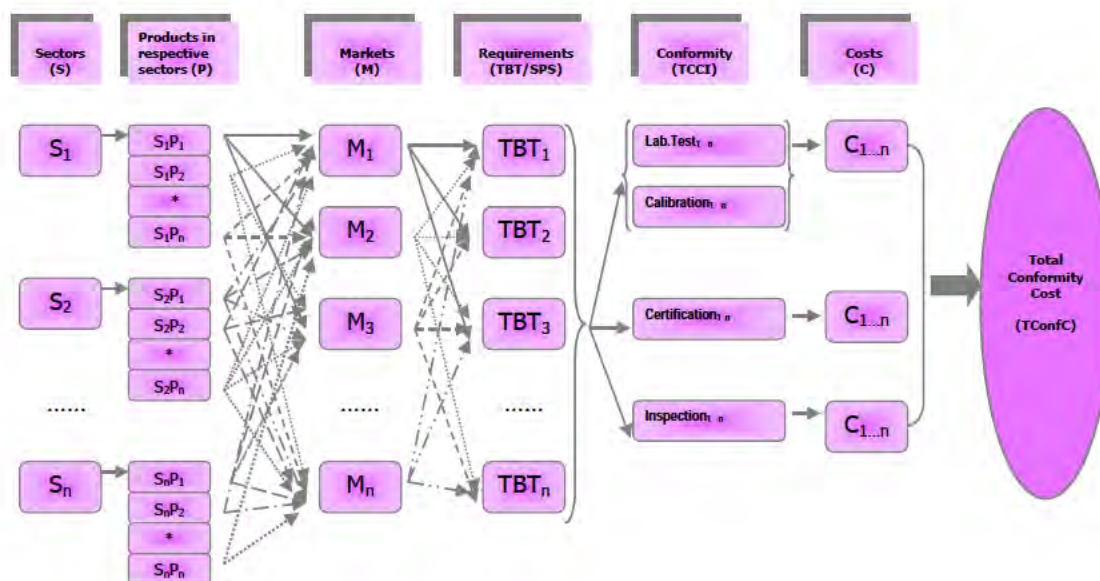 Sectors
(S)
Products in
respective
sectors (P)
Markets
(M)
Requirements
(TBT/SPS)
Conformity
(TCCI)
Costs
(C)
S1
S1P1
S1P2
*
S1Pn
S2
S2P1
S2P2
*
S2Pn
......
Sn
SnP1
SnP2
*
SnPn
M1
M2
M3
......
Mn
TBT1
TBT2
TBT3
......
TBTn
Lab.Test1 n
Calibration1 n
Certification1 n
Inspection1 n
C1...n
C1...n
C1...n
Total
Conformity
Cost
(TConfC)